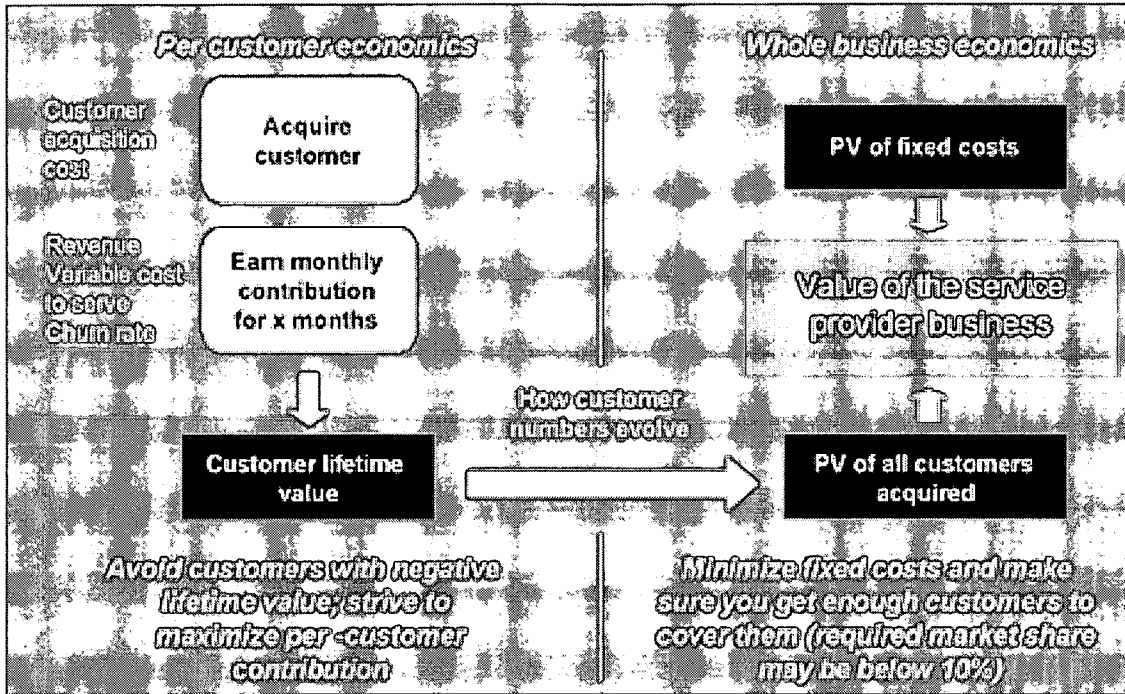 Per customer economics
Customer
acquisition
cost
Acquire
customer
Revenue
Variable cost
to serve
Churn rate
Earn monthly
contribution
for x months
Customer lifetime
value
Avoid customers with negative
lifetime value; strive to
maximize per -customer
contribution
How customer
numbers evolve
Whole business economics
PV of fixed costs
Value of the service
provider business
PV of all customers
acquired
Minimize fixed costs and make
sure you get enough customers to
cover them (required market share
may be below 10%)